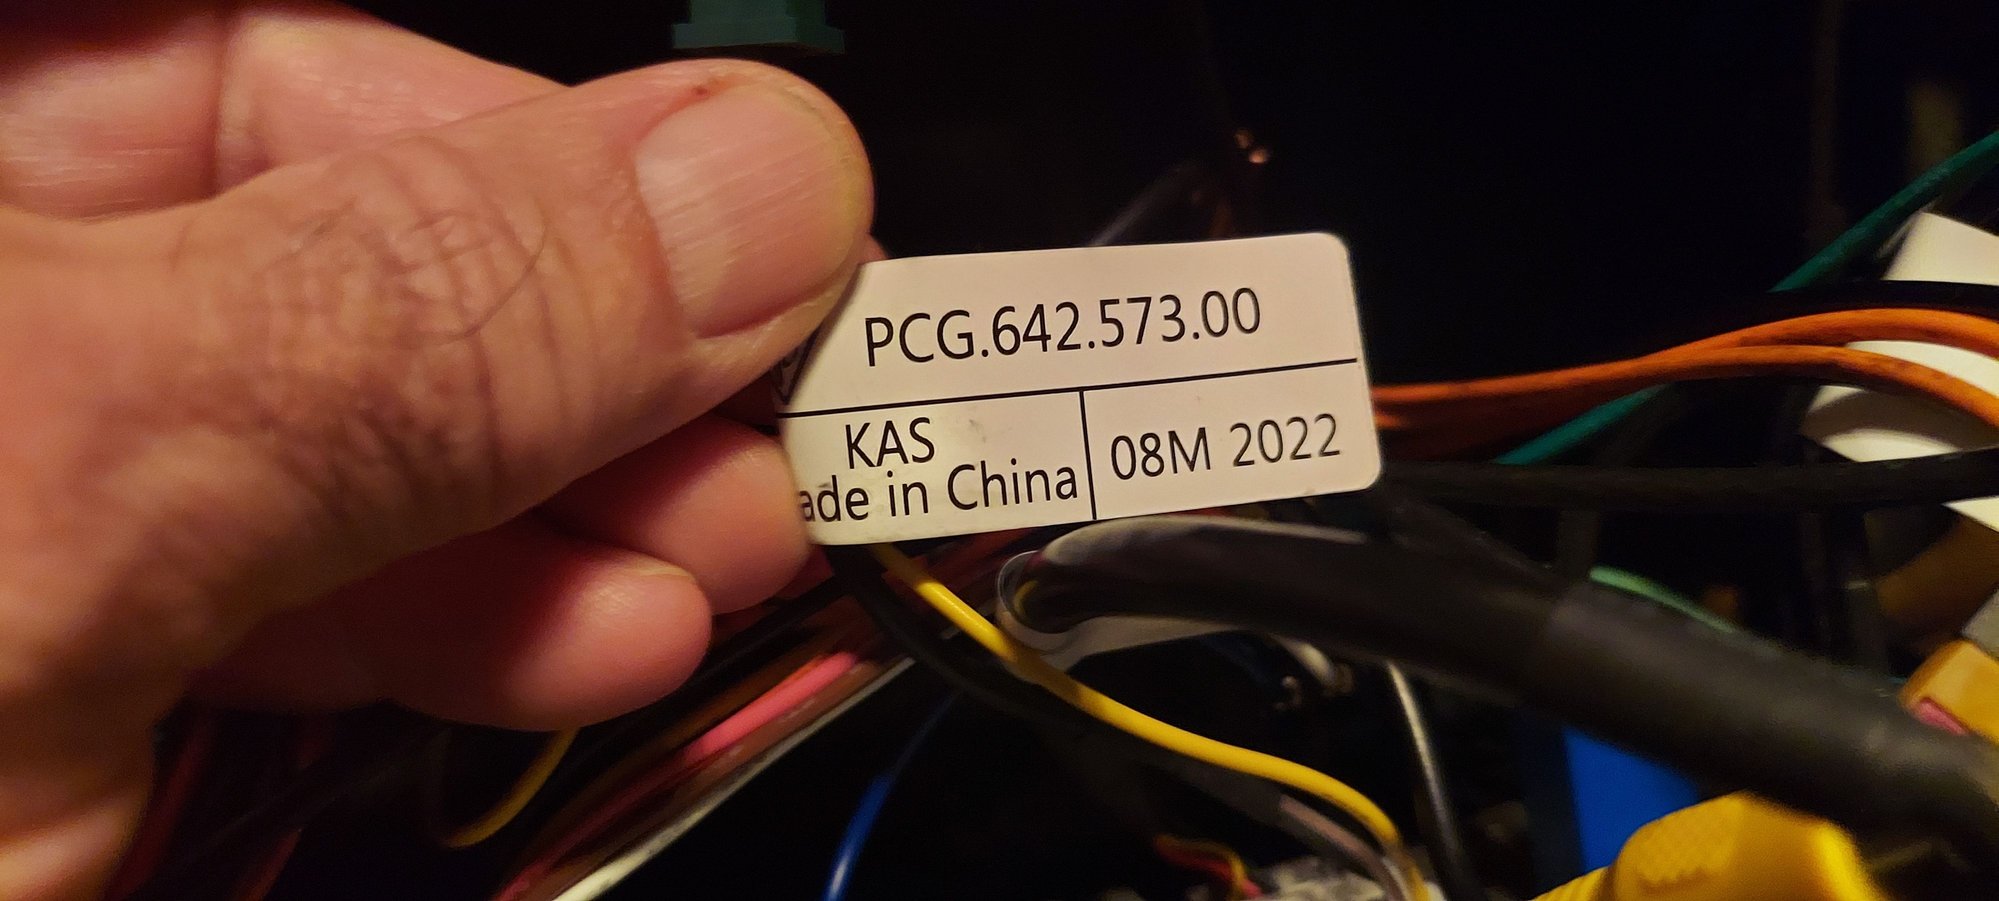 PCG.642.573.00
KAS
ade in China
08M 2022